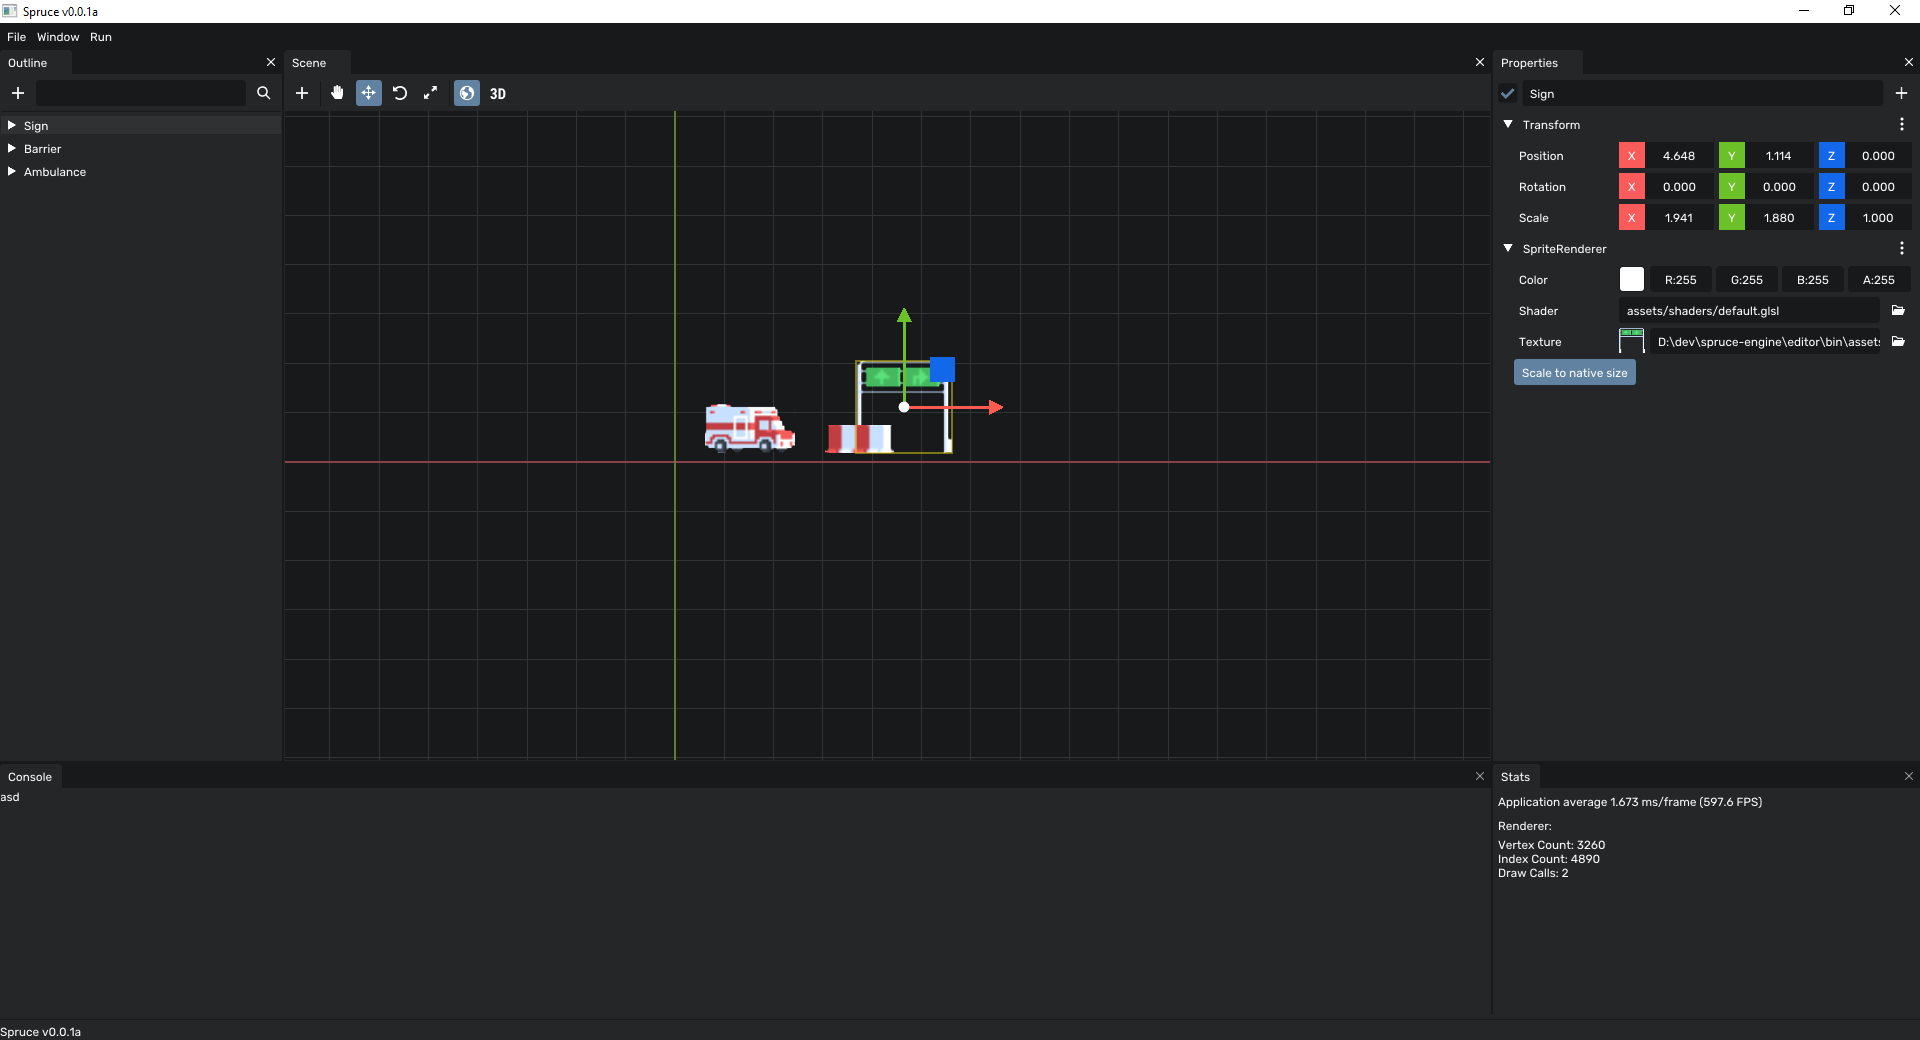 Spruce v0.0.1a
File Window Run
Outline
Scene
3D
Sign
Barrier
Ambulance
Properties
Sign
Transform
Position X 4.648 Y 1.114 Z 0.000
Rotation X 0.000 Y 0.000 Z 0.000
Scale X 1.941 Y 1.880 Z 1.000
SpriteRenderer
Color R:255 G:255 B:255 A:255
Shader assets/shaders/default.glsl
Texture D:\dev\spruce-engine\editor\bin\assets
Scale to native size
Console
asd
Stats
Application average 1.673 ms/frame (597.6 FPS)
Renderer:
Vertex Count: 3260
Index Count: 4890
Draw Calls: 2
Spruce v0.0.1a